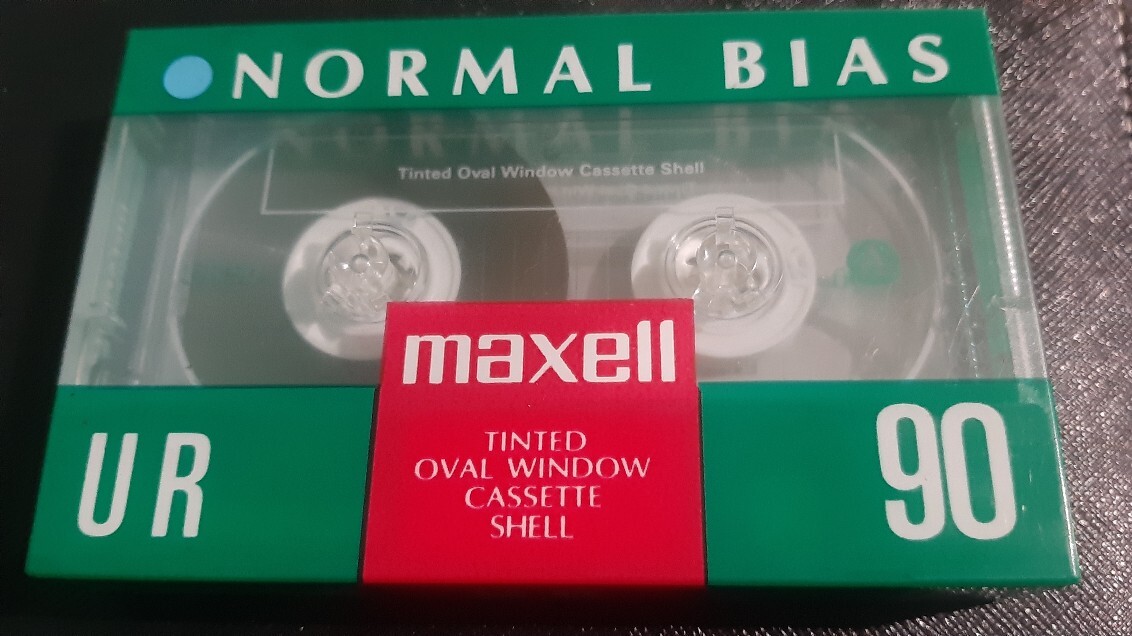 NORMAL BIAS
Tinted Oval Window Cassette Shell
maxell
UR
TINTED
OVAL WINDOW
CASSETTE
SHELL
90